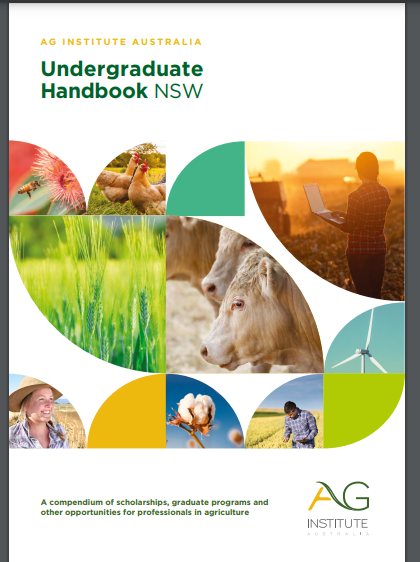 AG INSTITUTE AUSTRALIA
Undergraduate
Handbook NSW
A compendium of scholarships, graduate programs and
other opportunities for professionals in agriculture
AG
INSTITUTE
AUSTRALIA